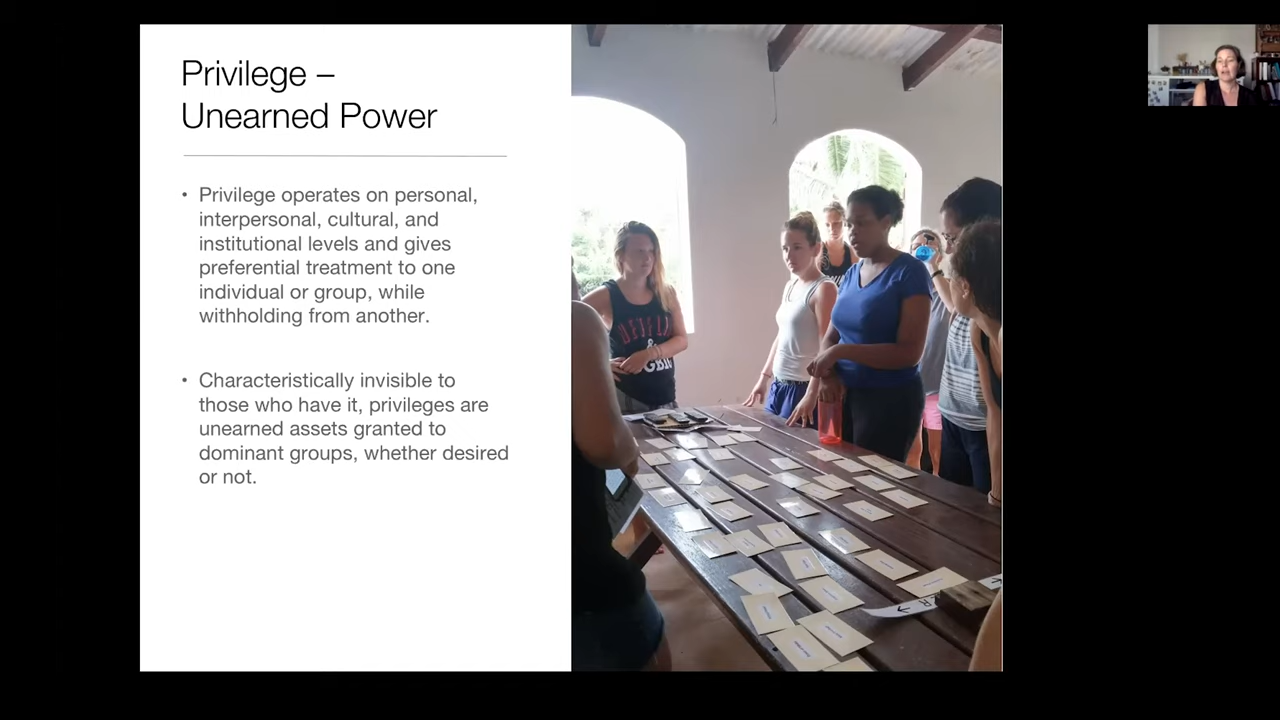 Privilege –
Unearned Power
• Privilege operates on personal,
interpersonal, cultural, and
institutional levels and gives
preferential treatment to one
individual or group, while
withholding from another.
• Characteristically invisible to
those who have it, privileges are
unearned assets granted to
dominant groups, whether desired
or not.
&